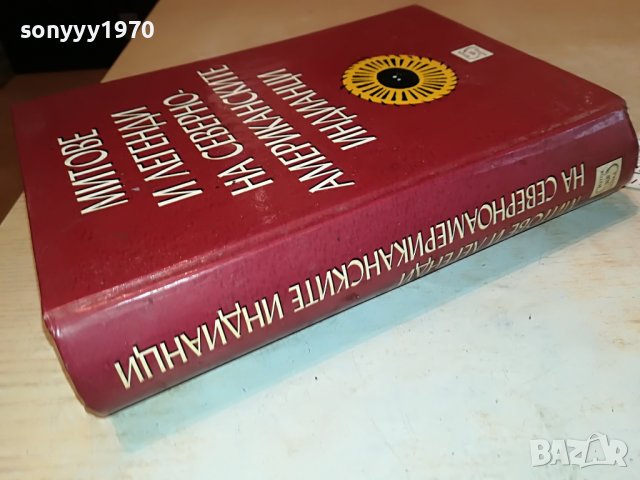 sonyyy1970
МИТОВЕ
И ЛЕГЕНДИ
НА СЕВЕРНО-
АМЕРИКАНСКИТЕ
ИНДИАНЦИ
МИТОВЕ И ЛЕГЕНДИ
НА СЕВЕРНОАМЕРИКАНСКИТЕ ИНДИАНЦИ
BAZAR